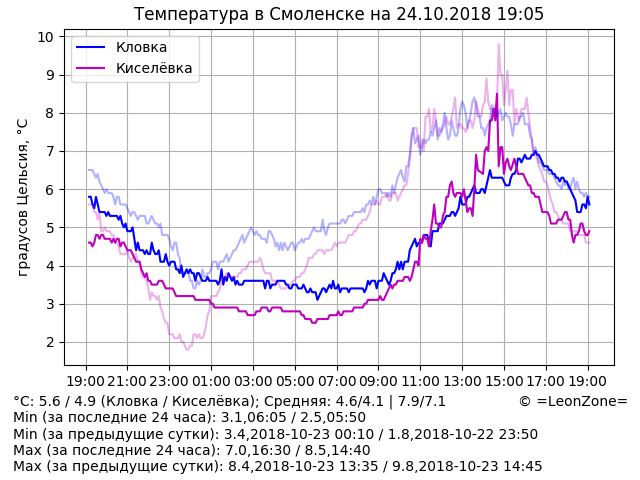 Температура в Смоленске на 24.10.2018 19:05
Кловка
Киселёвка
градусов Цельсия, °C
10
9
8
7
6
5
4
3
2
19:00 21:00 23:00 01:00 03:00 05:00 07:00 09:00 11:00 13:00 15:00 17:00 19:00
°C: 5.6 / 4.9 (Кловка / Киселёвка); Средняя: 4.6/4.1 | 7.9/7.1 © =LeonZone=
Min (за последние 24 часа): 3.1,06:05 / 2.5,05:50
Min (за предыдущие сутки): 3.4,2018-10-23 00:10 / 1.8,2018-10-22 23:50
Max (за последние 24 часа): 7.0,16:30 / 8.5,14:40
Max (за предыдущие сутки): 8.4,2018-10-23 13:35 / 9.8,2018-10-23 14:45